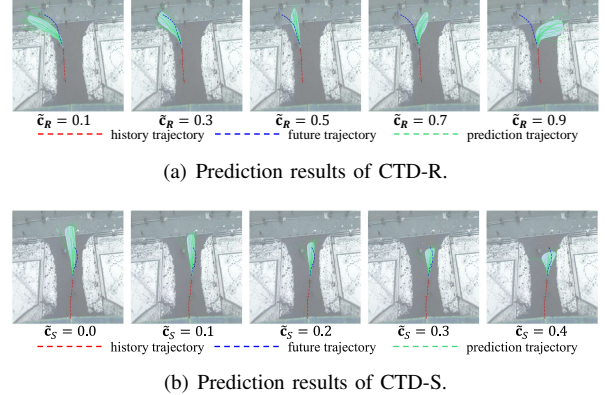 c̃_R = 0.1 c̃_R = 0.3 c̃_R = 0.5 c̃_R = 0.7 c̃_R = 0.9
history trajectory future trajectory prediction trajectory
(a) Prediction results of CTD-R.
c̃_S = 0.0 c̃_S = 0.1 c̃_S = 0.2 c̃_S = 0.3 c̃_S = 0.4
history trajectory future trajectory prediction trajectory
(b) Prediction results of CTD-S.